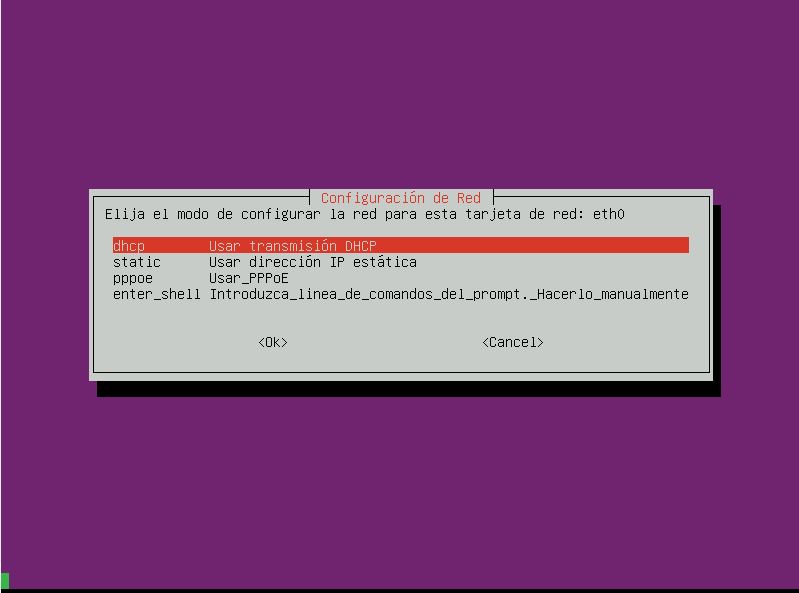 Configuración de Red
Elija el modo de configurar la red para esta tarjeta de red: eth0
dhcp Usar transmisión DHCP
static Usar dirección IP estática
pppoe Usar_PPPoE
enter_shell Introduzca_linea_de_comandos_del_prompt._Hacerlo_manualmente
<Ok> <Cancel>